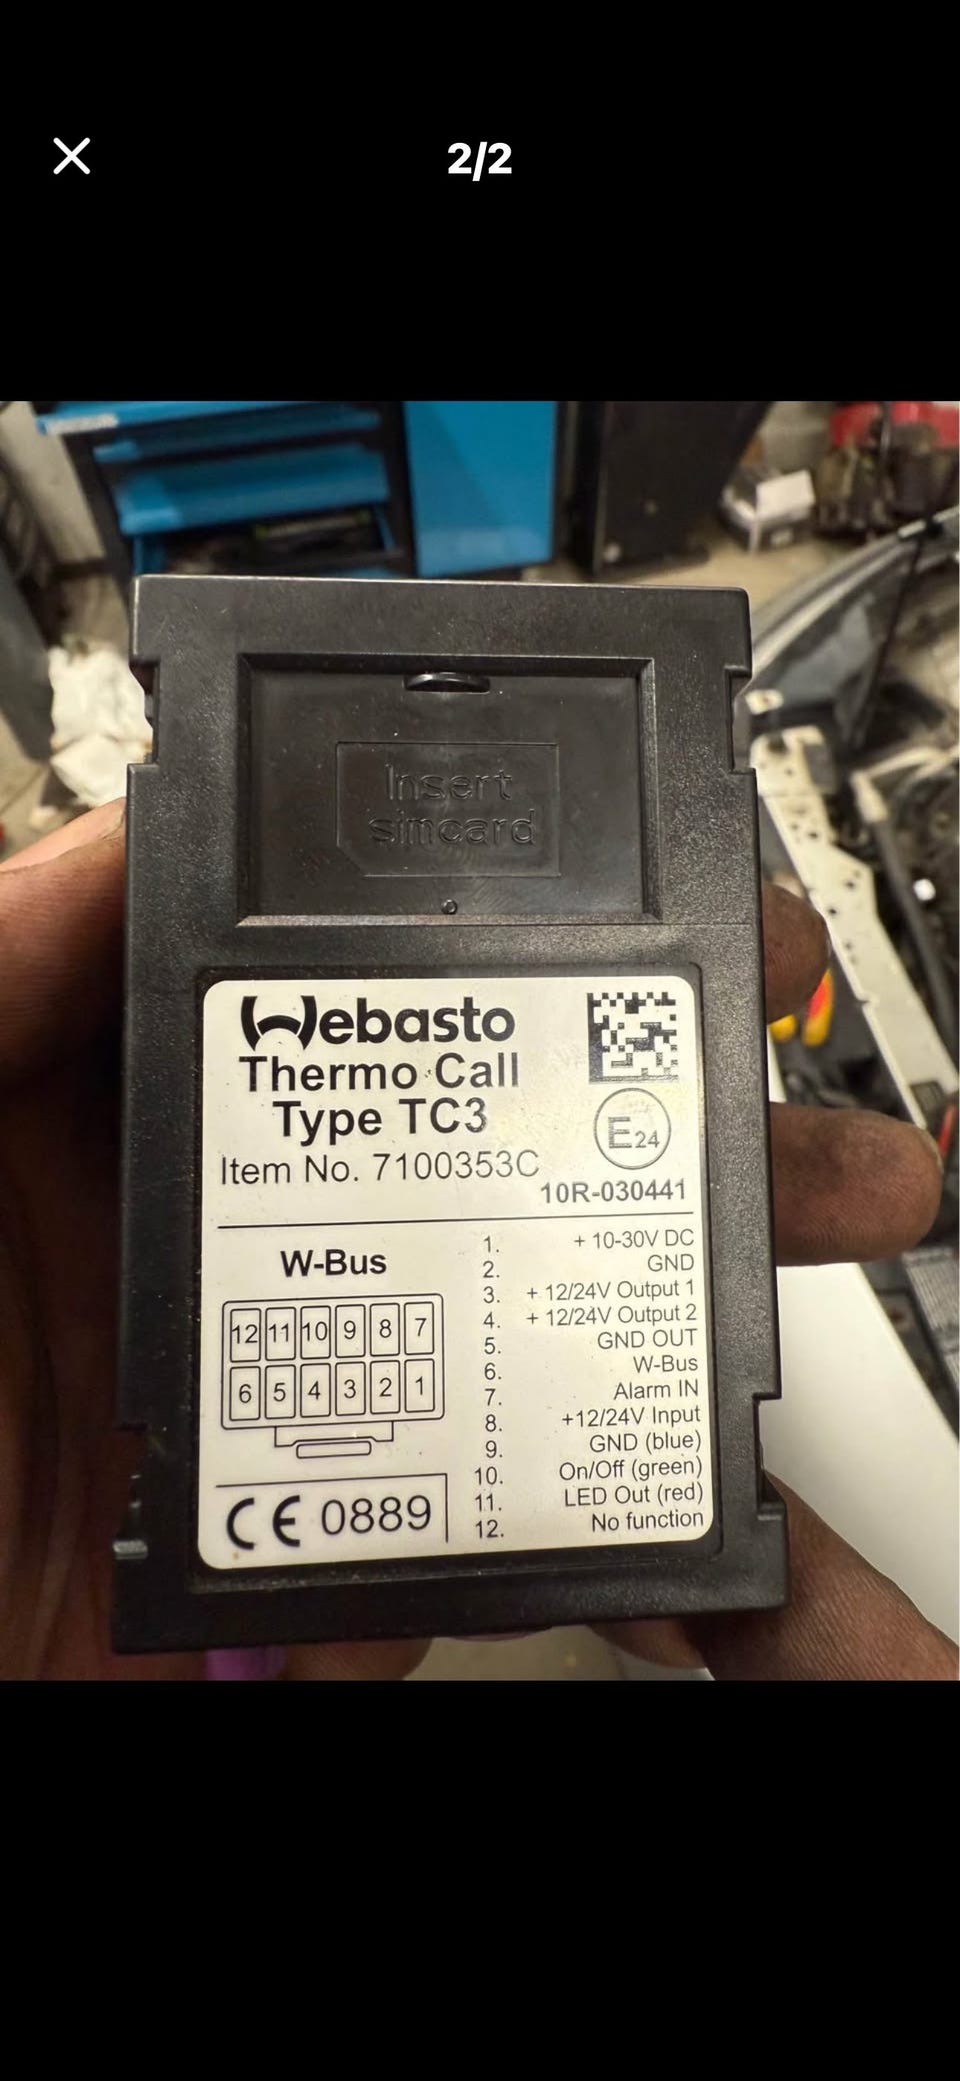 2/2
Insert
simcard
Webasto
Thermo Call
Type TC3
Item No. 7100353C
E24
10R-030441
W-Bus
12 11 10 9 8 7
6 5 4 3 2 1
CE 0889
1. + 10-30V DC
2. GND
3. + 12/24V Output 1
4. + 12/24V Output 2
5. GND OUT
6. W-Bus
7. Alarm IN
8. +12/24V Input
9. GND (blue)
10. On/Off (green)
11. LED Out (red)
12. No function